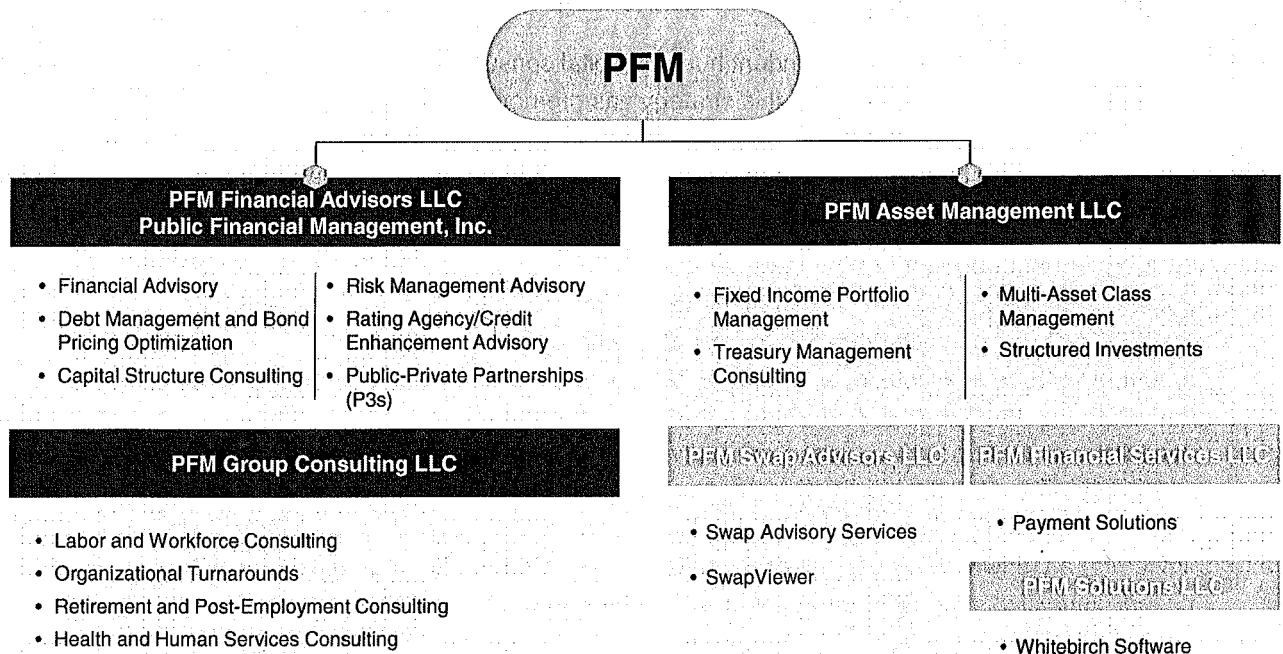 PFM
PFM Financial Advisors LLC
Public Financial Management, Inc.
• Financial Advisory
• Debt Management and Bond
Pricing Optimization
• Capital Structure Consulting
• Risk Management Advisory
• Rating Agency/Credit
Enhancement Advisory
• Public-Private Partnerships
(P3s)
PFM Group Consulting LLC
• Labor and Workforce Consulting
• Organizational Turnarounds
• Retirement and Post-Employment Consulting
• Health and Human Services Consulting
PFM Asset Management LLC
• Fixed Income Portfolio
Management
• Treasury Management
Consulting
• Multi-Asset Class
Management
• Structured Investments
PFM Swap Advisors LLC
• Swap Advisory Services
• SwapViewer
PFM Financial Services LLC
• Payment Solutions
PFM Solutions LLC
• Whitebirch Software